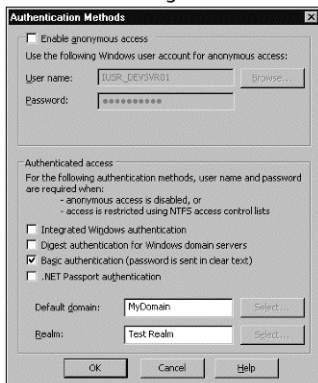 Authentication Methods
Enable anonymous access
Use the following Windows user account for anonymous access:
User name: IUSR_DEVSVR01 Browse...
Password: ●●●●●●●●●●
Authenticated access
For the following authentication methods, user name and password
are required when:
- anonymous access is disabled, or
- access is restricted using NTFS access control lists
Integrated Windows authentication
Digest authentication for Windows domain servers
Basic authentication (password is sent in clear text)
.NET Passport authentication
Default domain: MyDomain Select...
Realm: Test Realm Select...
OK Cancel Help